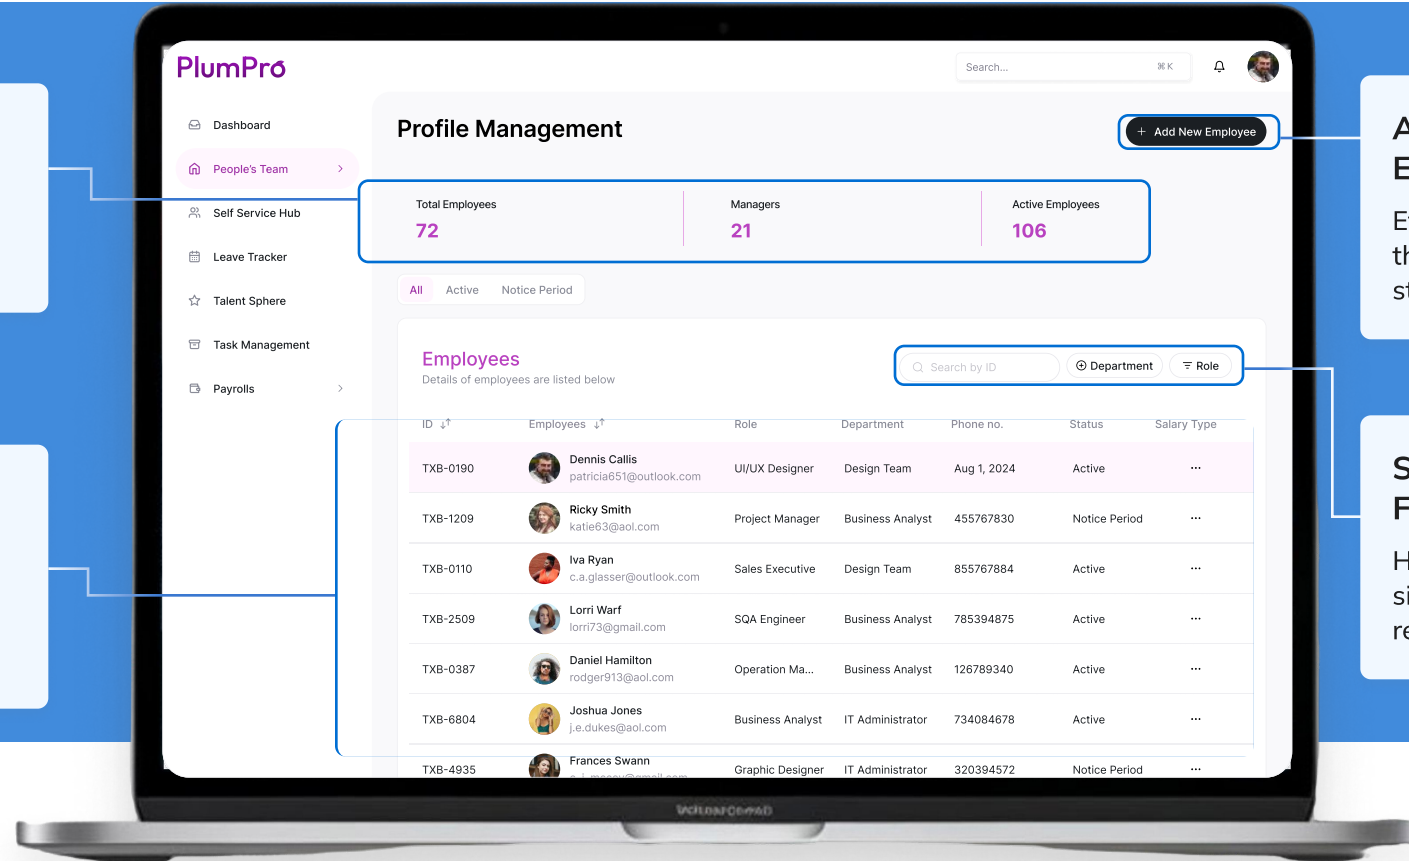 PlumPro
Search...
⌘ K
Dashboard
People's Team
Self Service Hub
Leave Tracker
Talent Sphere
Task Management
Payrolls
Profile Management
+ Add New Employee
Total Employees
72
Managers
21
Active Employees
106
All Active Notice Period
Employees
Details of employees are listed below
Search by ID
Department
Role
ID Employees Role Department Phone no. Status Salary Type
TXB-0190 Dennis Callis UI/UX Designer Design Team Aug 1, 2024 Active ...
patricia651@outlook.com
TXB-1209 Ricky Smith Project Manager Business Analyst 455767830 Notice Period ...
katie63@aol.com
TXB-0110 Iva Ryan Sales Executive Design Team 855767884 Active ...
c.a.glasser@outlook.com
TXB-2509 Lorri Warf SQA Engineer Business Analyst 785394875 Active ...
lorri73@gmail.com
TXB-0387 Daniel Hamilton Operation Ma... Business Analyst 126789340 Active ...
rodger913@aol.com
TXB-6804 Joshua Jones Business Analyst IT Administrator 734084678 Active ...
j.e.dukes@aol.com
TXB-4935 Frances Swann Graphic Designer IT Administrator 320394572 Notice Period ...